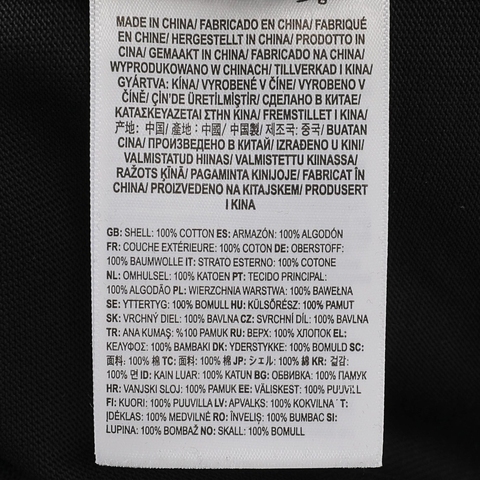 MADE IN CHINA/ FABRICADO EN CHINA/ FABRIQUÉ
EN CHINE/ HERGESTELLT IN CHINA/ PRODOTTO IN
CINA/ GEMAAKT IN CHINA/ FABRICADO NA CHINA/
WYPRODUKOWANO W CHINACH/ TILLVERKAD I KINA/
GYÁRTVA: KÍNA/ VYROBENÉ V ČÍNE/ VYROBENO V
ČÍNĚ/ ÇİN'DE ÜRETİLMİŞTİR/ СДЕЛАНО В КИТАЕ/
ΚΑΤΑΣΚΕΥΑΖΕΤΑΙ ΣΤΗΝ ΚΙΝΑ/ FREMSTILLET I KINA/
产地: 中国/ 產地: 中國/ 中国製/ 제조국: 중국/ BUATAN
CINA/ ПРОИЗВЕДЕНО В КИТАЙ/ IZRAĐENO U KINI/
VALMISTATUD HIINAS/ VALMISTETTU KIINASSA/
RAŽOTS ĶĪNĀ/ PAGAMINTA KINIJOJE/ FABRICAT ÎN
CHINA/ PROIZVEDENO NA KITAJSKEM/ PRODUSERT
I KINA
GB: SHELL: 100% COTTON ES: ARMAZÓN: 100% ALGODÓN
FR: COUCHE EXTÉRIEURE: 100% COTON DE: OBERSTOFF:
100% BAUMWOLLE IT: STRATO ESTERNO: 100% COTONE
NL: OMHULSEL: 100% KATOEN PT: TECIDO PRINCIPAL:
100% ALGODÃO PL: WIERZCHNIA WARSTWA: 100% BAWEŁNA
SE: YTTERTYG: 100% BOMULL HU: KÜLSŐRÉSZ: 100% PAMUT
SK: VRCHNÝ DIEL: 100% BAVLNA CZ: SVRCHNÍ DÍL: 100% BAVLNA
TR: ANA KUMAŞ: %100 PAMUK RU: ВЕРХ: 100% ХЛОПОК EL:
ΚΕΛΥΦΟΣ: 100% ΒΑΜΒΑΚΙ DK: YDERSTYKKE: 100% BOMULD SC:
面料: 100% 棉 TC: 面料: 100% 棉 JP: シェル: 100% 綿 KR: 겉감:
100% 면 ID: KAIN LUAR: 100% KATUN BG: ОБВИВКА: 100% ПАМУК
HR: VANJSKI SLOJ: 100% PAMUK EE: VÄLISKEST: 100% PUUVILL
FI: KUORI: 100% PUUVILLA LV: APVALKS: 100% KOKVILNA
ĮDĖKLAS: 100% MEDVILNĖ RO: ÎNVELIŞ: 100% BUMBAC SI:
LUPINA: 100% BOMBAŽ NO: SKALL: 100% BOMULL